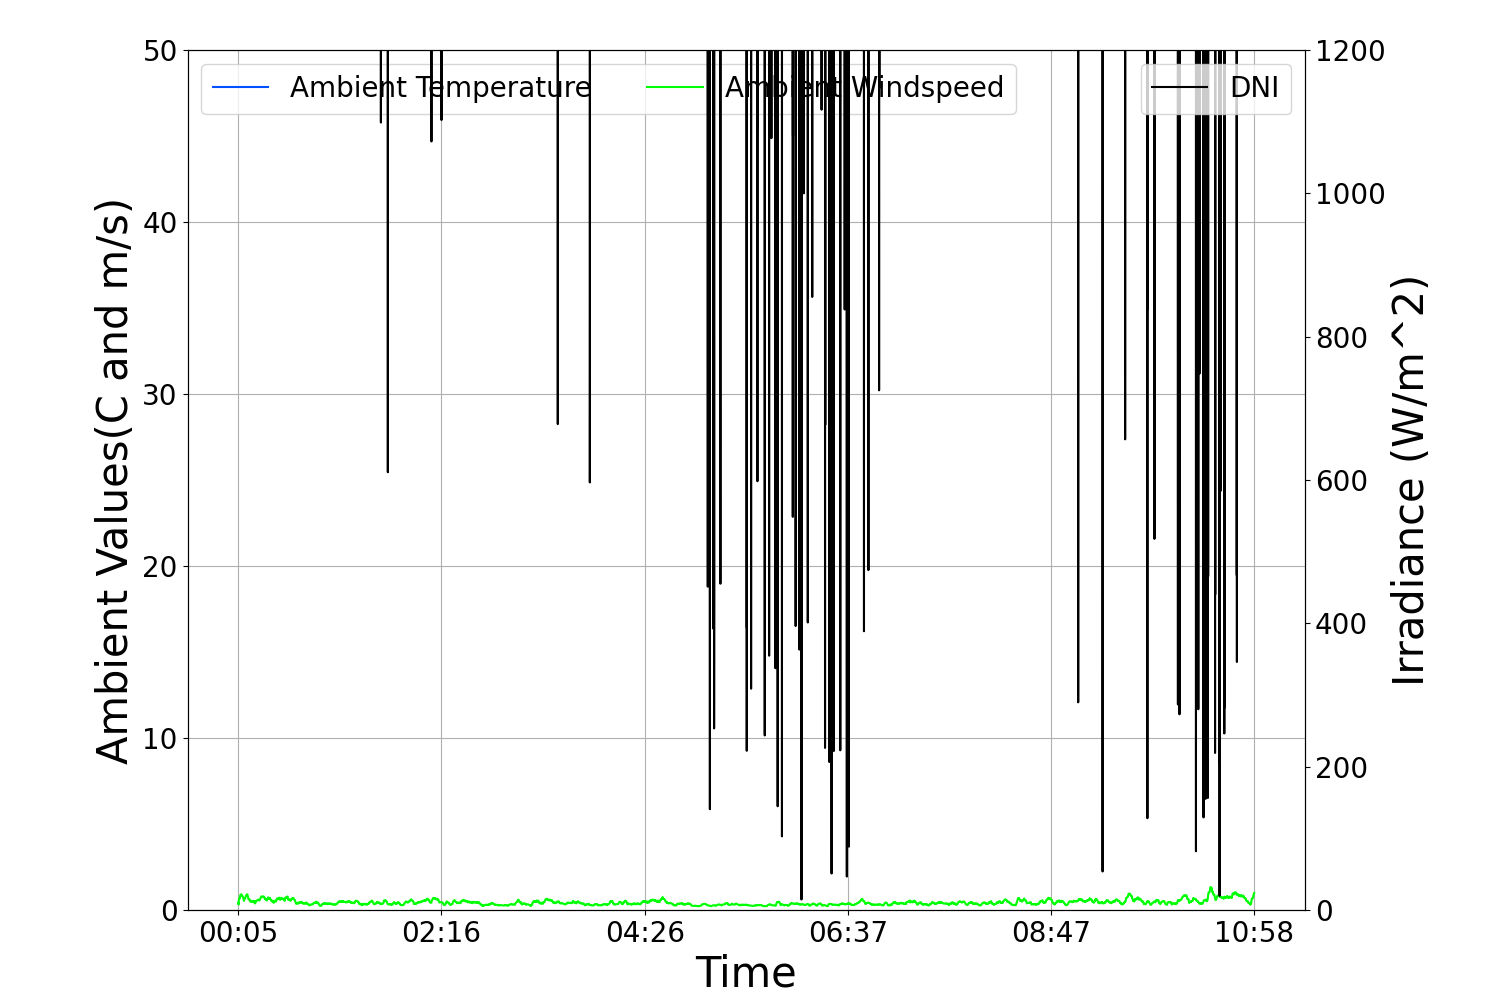 50
1200
Ambient Temperature
Ambient Windspeed
DNI
1000
40
800
30
600
20
400
10
200
0
0
Ambient Values(C and m/s)
Irradiance (W/m^2)
00:05 02:16 04:26 06:37 08:47 10:58
Time